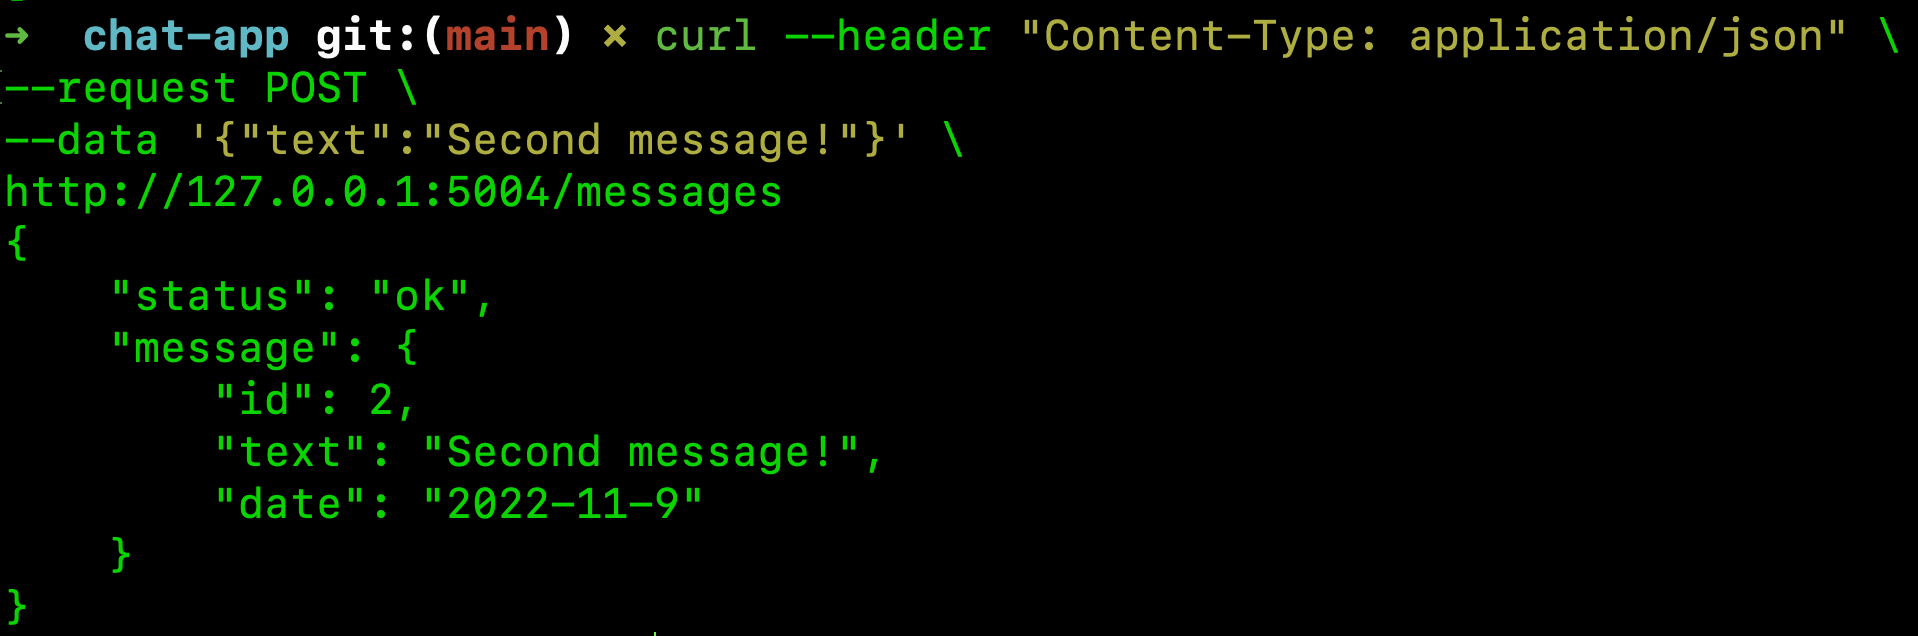 ➜  chat-app git:(main) ✗ curl --header "Content-Type: application/json" \
--request POST \
--data '{"text":"Second message!"}' \
http://127.0.0.1:5004/messages
{
    "status": "ok",
    "message": {
        "id": 2,
        "text": "Second message!",
        "date": "2022-11-9"
    }
}